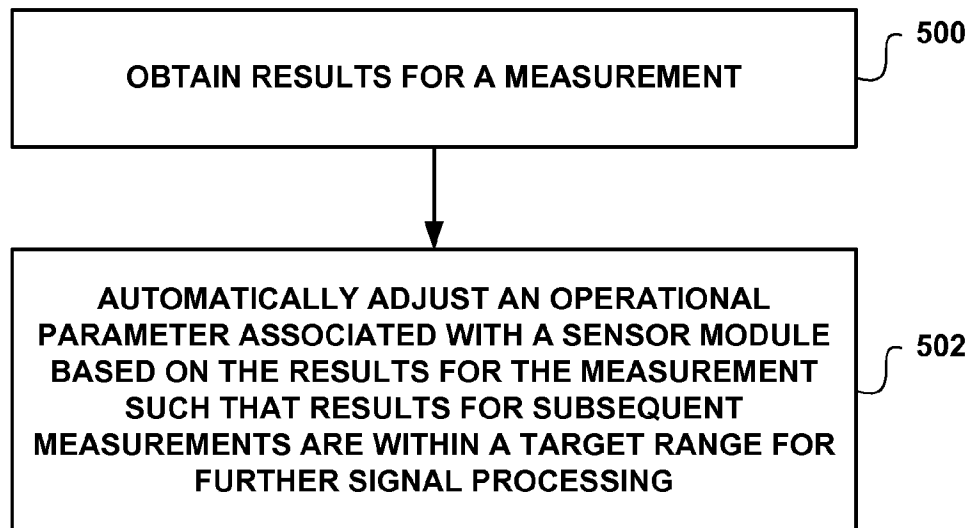 OBTAIN RESULTS FOR A MEASUREMENT
500
AUTOMATICALLY ADJUST AN OPERATIONAL
PARAMETER ASSOCIATED WITH A SENSOR MODULE
BASED ON THE RESULTS FOR THE MEASUREMENT
SUCH THAT RESULTS FOR SUBSEQUENT
MEASUREMENTS ARE WITHIN A TARGET RANGE FOR
FURTHER SIGNAL PROCESSING
502